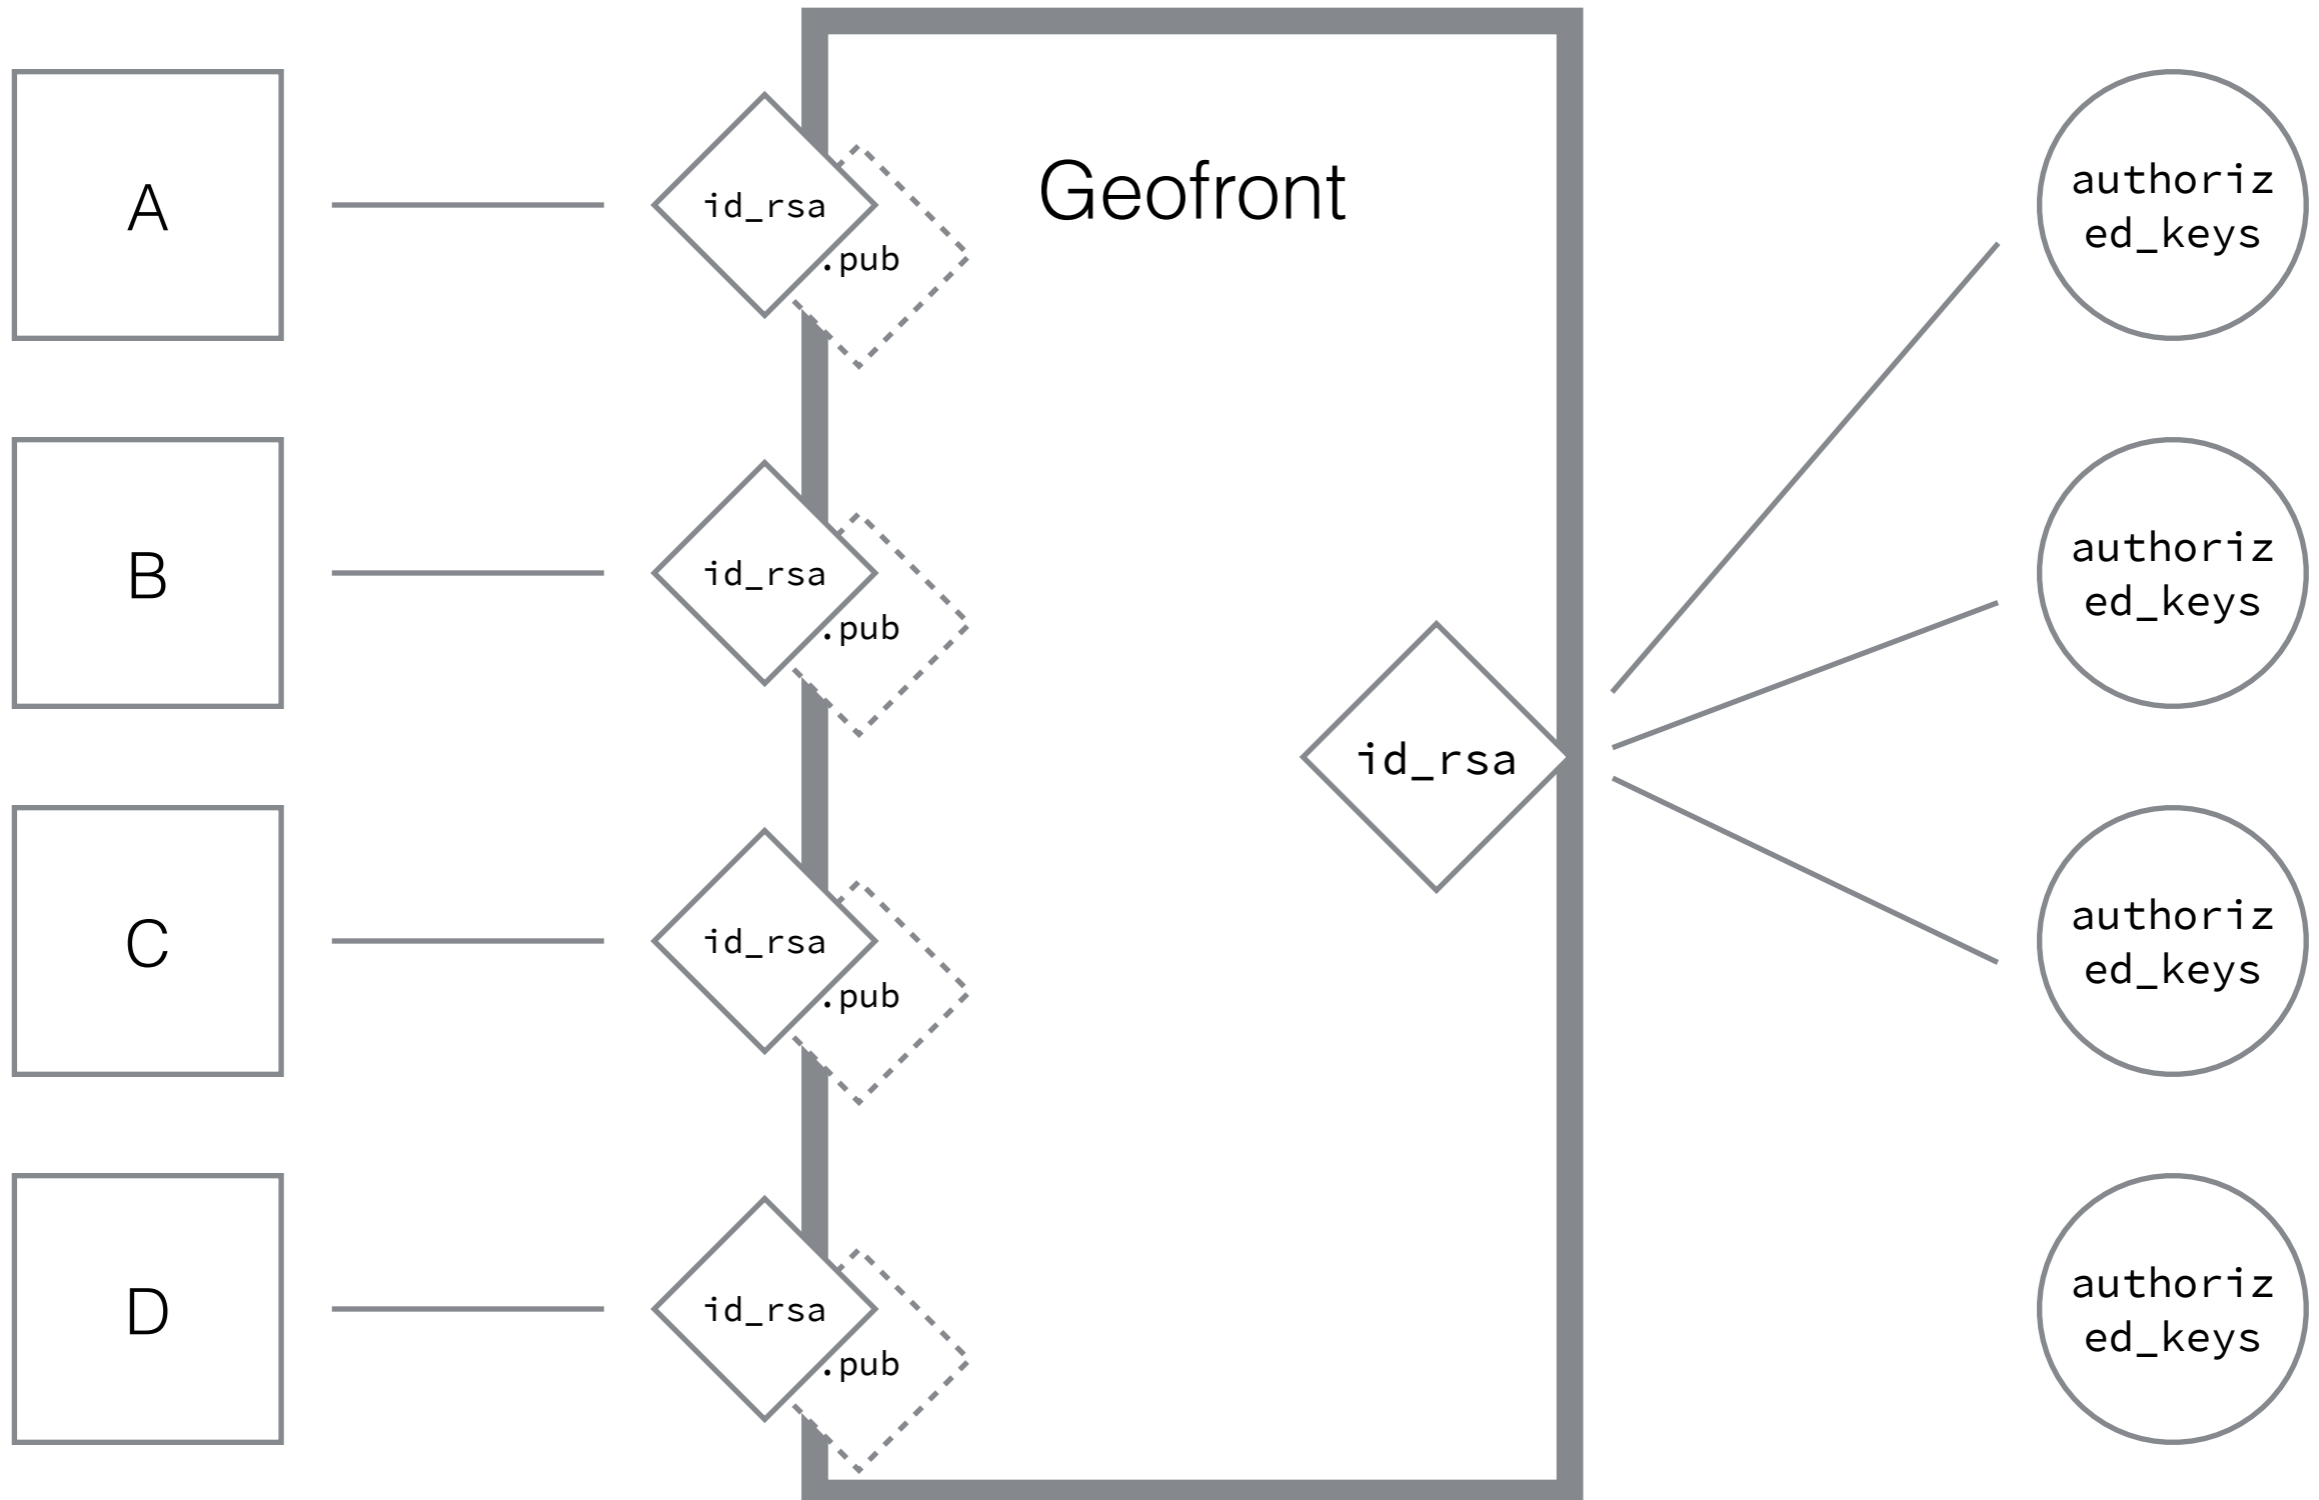 A
id_rsa
.pub
Geofront
authoriz
ed_keys
B
id_rsa
.pub
authoriz
ed_keys
id_rsa
C
id_rsa
.pub
authoriz
ed_keys
D
id_rsa
.pub
authoriz
ed_keys